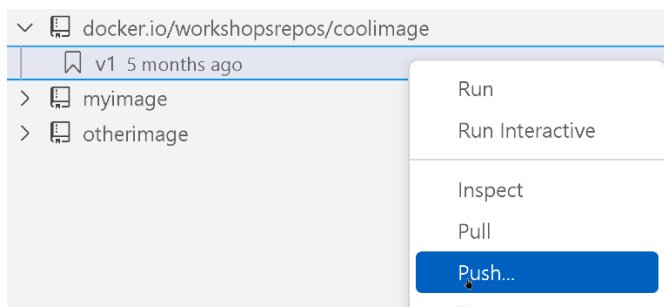 docker.io/workshopsrepos/coolimage
v1 5 months ago
myimage
otherimage
Run
Run Interactive
Inspect
Pull
Push...